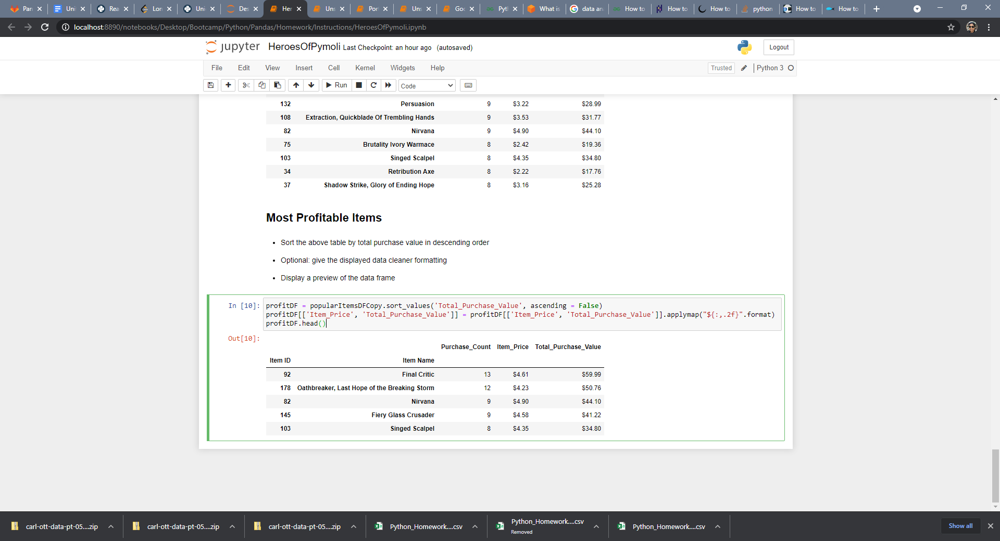 Pan Uni Rea Lon Uni Des Her Uns Por Uns Goo Pyt What is data an How to How to How to python How to How to
localhost:8890/notebooks/Desktop/Bootcamp/Python/Pandas/Homework/Instructions/HeroesOfPymoli.ipynb
jupyter HeroesOfPymoli Last Checkpoint: an hour ago (autosaved) Logout
File Edit View Insert Cell Kernel Widgets Help Trusted Python 3
Run Code
132 Persuasion 9 $3.22 $28.99
108 Extraction, Quickblade Of Trembling Hands 9 $3.53 $31.77
82 Nirvana 9 $4.90 $44.10
75 Brutality Ivory Warmace 8 $2.42 $19.36
103 Singed Scalpel 8 $4.35 $34.80
34 Retribution Axe 8 $2.22 $17.76
37 Shadow Strike, Glory of Ending Hope 8 $3.16 $25.28
Most Profitable Items
• Sort the above table by total purchase value in descending order
• Optional: give the displayed data cleaner formatting
• Display a preview of the data frame
In [10]: profitDF = popularItemsDFCopy.sort_values('Total_Purchase_Value', ascending = False)
profitDF[['Item_Price', 'Total_Purchase_Value']] = profitDF[['Item_Price', 'Total_Purchase_Value']].applymap("${:,.2f}".format)
profitDF.head()
Out[10]:
Purchase_Count Item_Price Total_Purchase_Value
Item ID Item Name
92 Final Critic 13 $4.61 $59.99
178 Oathbreaker, Last Hope of the Breaking Storm 12 $4.23 $50.76
82 Nirvana 9 $4.90 $44.10
145 Fiery Glass Crusader 9 $4.58 $41.22
103 Singed Scalpel 8 $4.35 $34.80
carl-ott-data-pt-05....zip carl-ott-data-pt-05....zip carl-ott-data-pt-05....zip Python_Homework....csv Python_Homework....csv Python_Homework....csv Show all
Removed